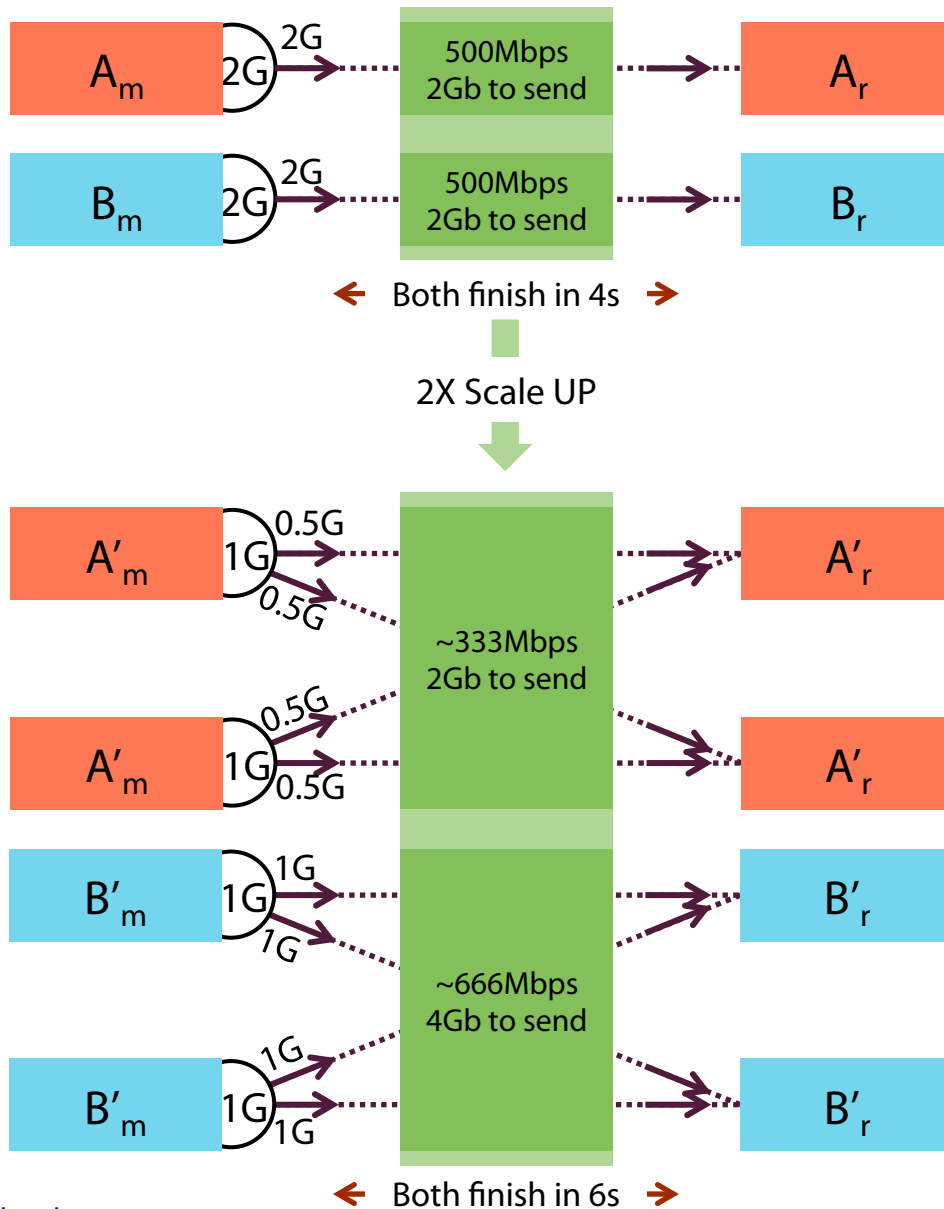 A_m 2G 2G 500Mbps A_r
2Gb to send
B_m 2G 2G 500Mbps B_r
2Gb to send
Both finish in 4s
2X Scale UP
A′_m 1G 0.5G A′_r
0.5G
~333Mbps
2Gb to send
0.5G
A′_m 1G A′_r
0.5G
1G
B′_m 1G B′_r
1G
~666Mbps
4Gb to send
1G
B′_m 1G B′_r
1G
Both finish in 6s